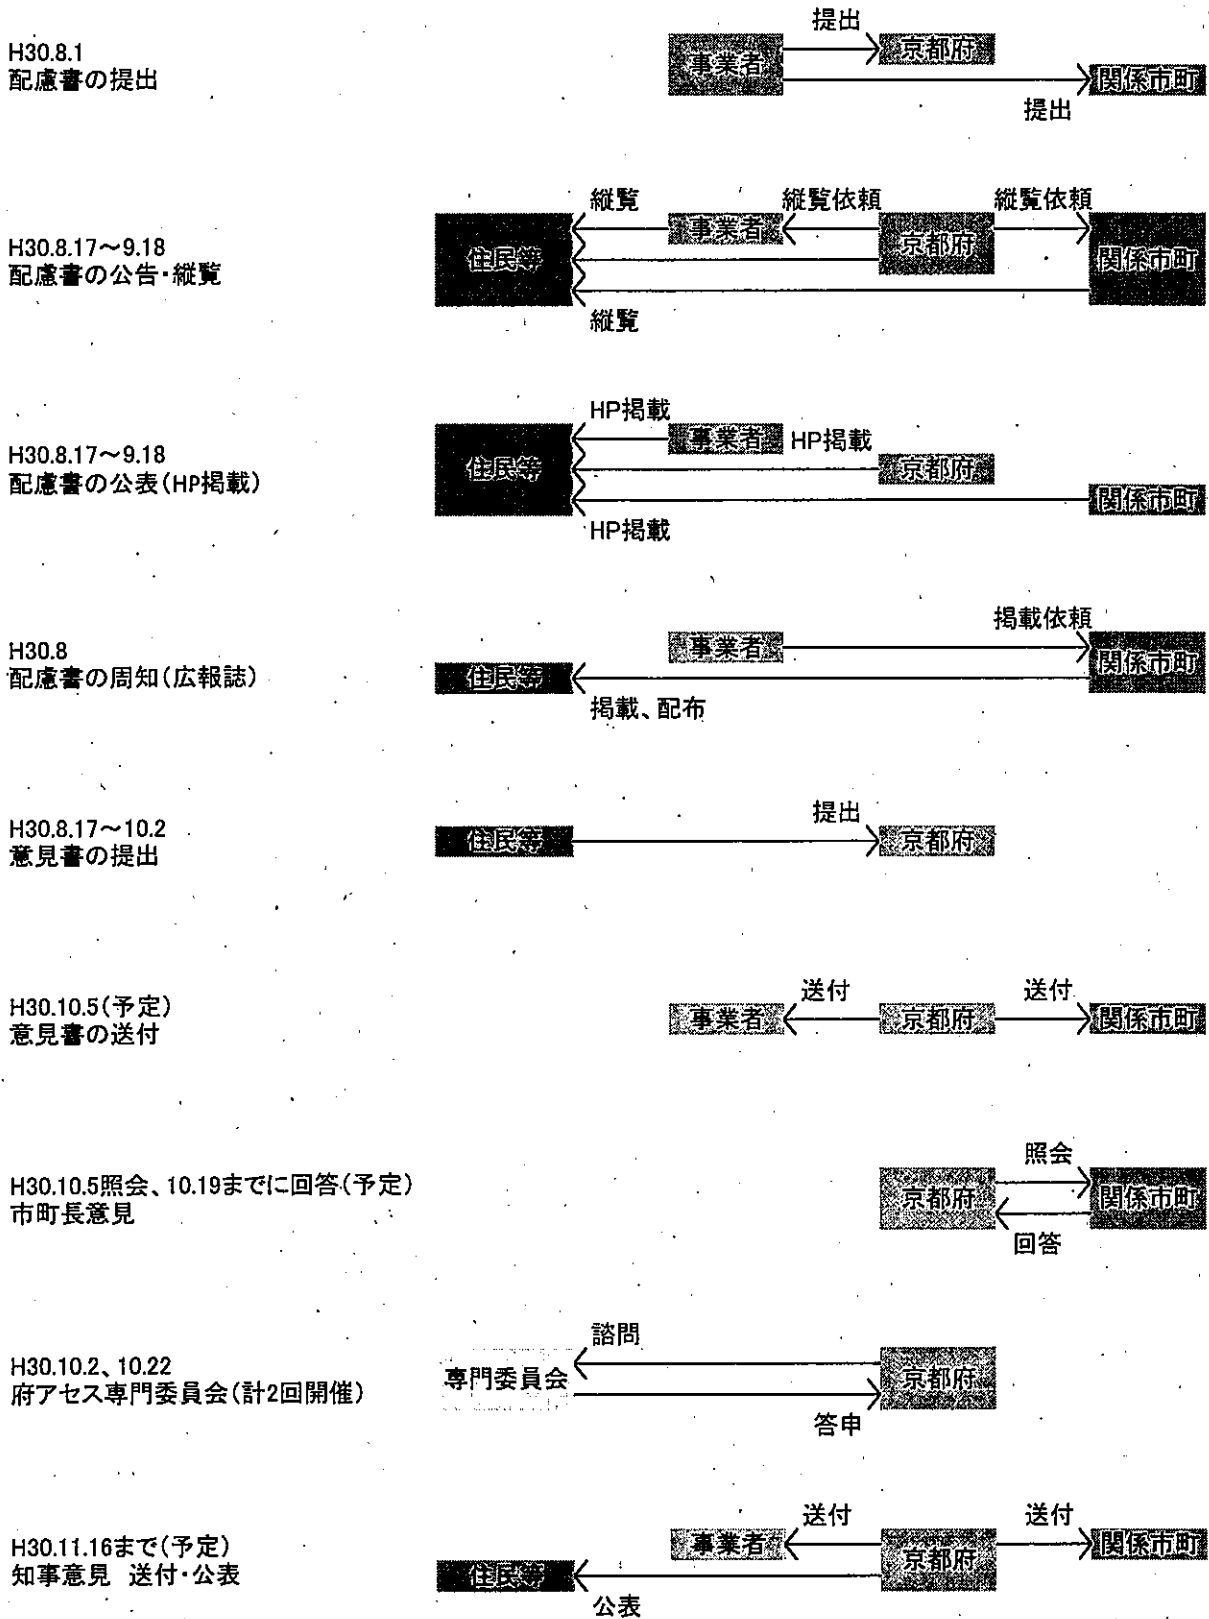 提出
H30.8.1
配慮書の提出
事業者
京都府
関係市町
提出
縦覧
縦覧依頼
縦覧依頼
H30.8.17~9.18
配慮書の公告・縦覧
住民等
事業者
京都府
関係市町
縦覧
HP掲載
HP掲載
H30.8.17~9.18
配慮書の公表(HP掲載)
住民等
事業者
京都府
関係市町
HP掲載
掲載依頼
H30.8
配慮書の周知(広報誌)
住民等
事業者
関係市町
掲載、配布
提出
H30.8.17~10.2
意見書の提出
住民等
京都府
送付
送付
H30.10.5(予定)
意見書の送付
事業者
京都府
関係市町
照会
H30.10.5照会、10.19までに回答(予定)
市町長意見
京都府
関係市町
回答
諮問
H30.10.2、10.22
府アセス専門委員会(計2回開催)
専門委員会
京都府
答申
送付
送付
H30.11.16まで(予定)
知事意見 送付・公表
住民等
事業者
京都府
関係市町
公表